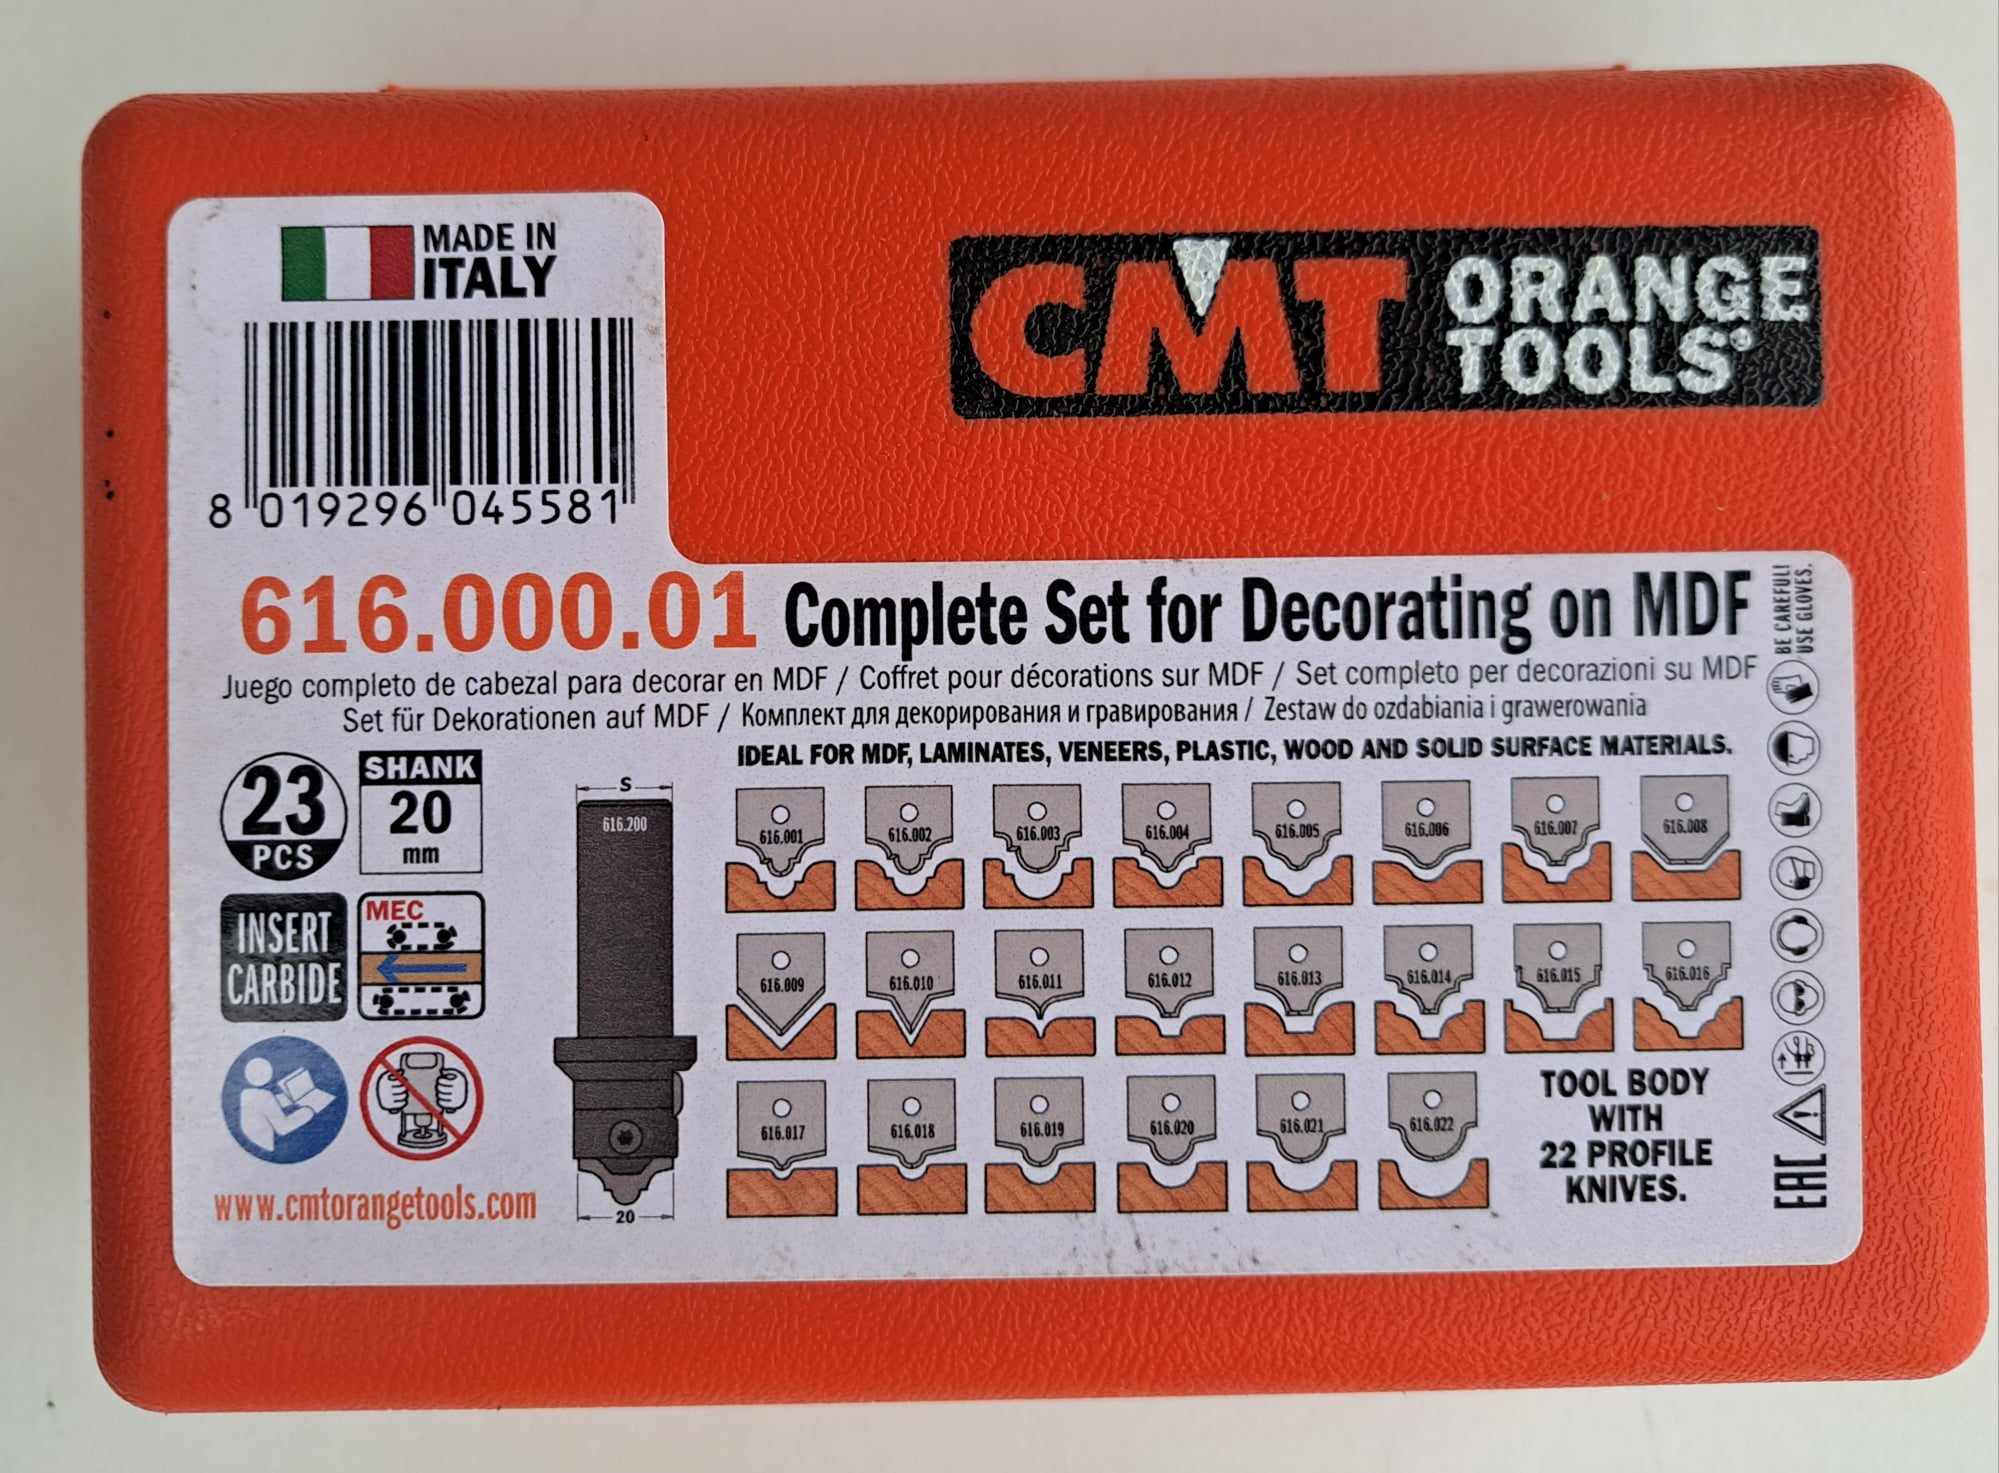 MADE IN
ITALY
8 019296 045581
CMT ORANGE
TOOLS®
616.000.01 Complete Set for Decorating on MDF
Juego completo de cabezal para decorar en MDF / Coffret pour décorations sur MDF / Set completo per decorazioni su MDF
Set für Dekorationen auf MDF / Комплект для декорирования и гравирования / Zestaw do ozdabiania i grawerowania
IDEAL FOR MDF, LAMINATES, VENEERS, PLASTIC, WOOD AND SOLID SURFACE MATERIALS.
BE CAREFUL!
USE GLOVES.
23
PCS
SHANK
20
mm
INSERT
CARBIDE
MEC
www.cmtorangetools.com
S
616.200
20
616.001 616.002 616.003 616.004 616.005 616.006 616.007 616.008
616.009 616.010 616.011 616.012 616.013 616.014 616.015 616.016
616.017 616.018 616.019 616.020 616.021 616.022
TOOL BODY
WITH
22 PROFILE
KNIVES.
EAC